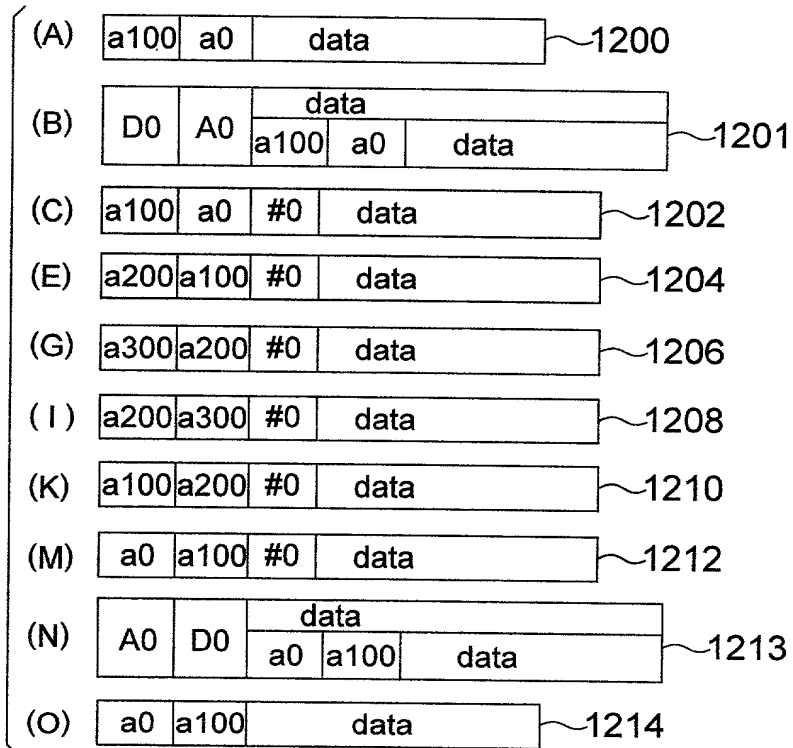 (A) a100 a0 data 1200
data
(B) D0 A0 a100 a0 data 1201
(C) a100 a0 #0 data 1202
(E) a200 a100 #0 data 1204
(G) a300 a200 #0 data 1206
(I) a200 a300 #0 data 1208
(K) a100 a200 #0 data 1210
(M) a0 a100 #0 data 1212
data
(N) A0 D0 a0 a100 data 1213
(O) a0 a100 data 1214